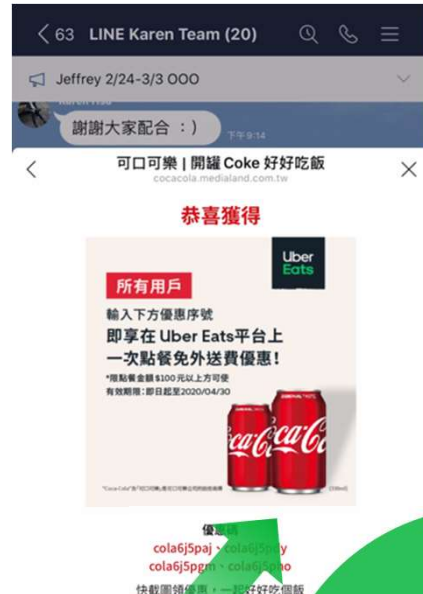 63 LINE Karen Team (20)
Jeffrey 2/24-3/3 OOO
謝謝大家配合 :)
下午 9:14
可口可樂 | 開罐 Coke 好好吃飯
cocacola.medialand.com.tw
恭喜獲得
Uber
Eats
所有用戶
輸入下方優惠序號
即享在 Uber Eats平台上
一次點餐免外送費優惠!
*限點餐金額 $100 元以上方可使
有效期限:即日起至2020/04/30
Coca-Cola
優惠碼
cola6j5paj、cola6j5pdy
cola6j5pgm、cola6j5pho
快截圖領優惠,一起好好吃個飯